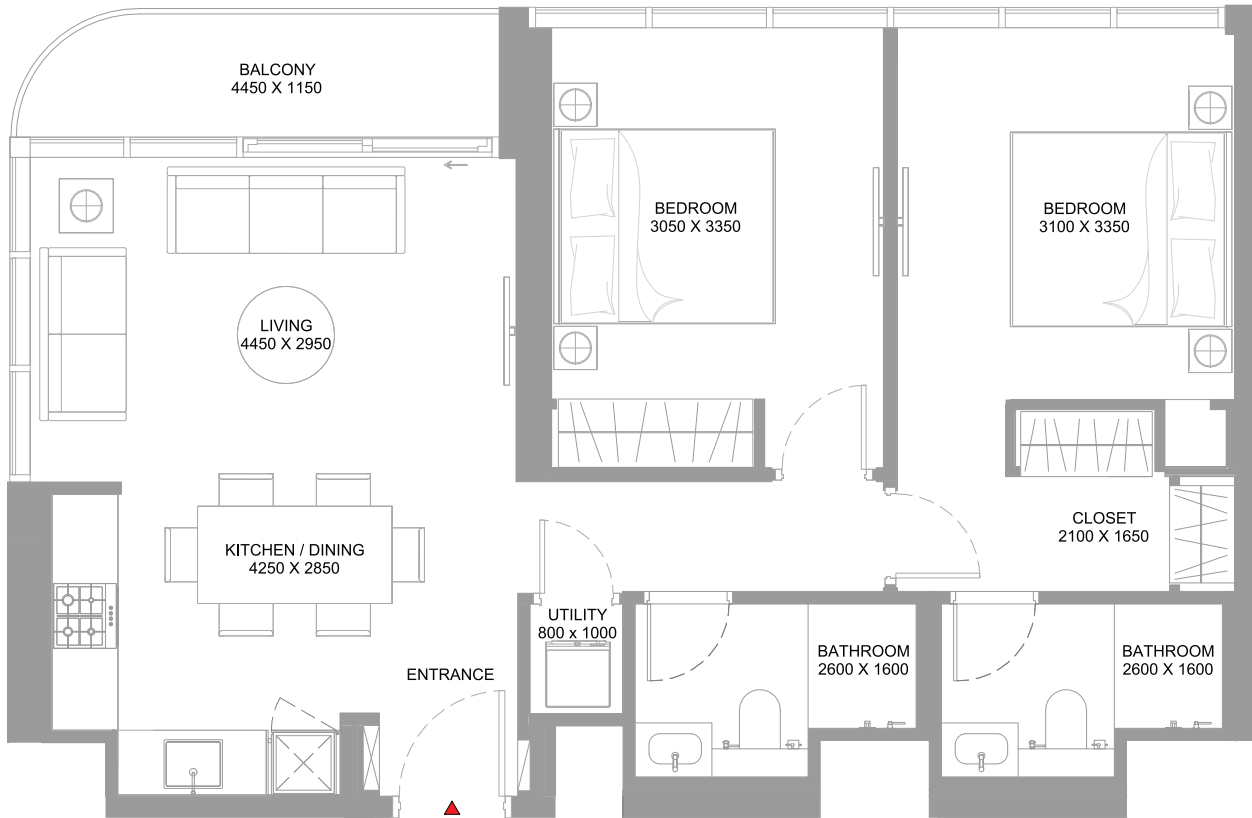 BALCONY
4450 X 1150
BEDROOM
3050 X 3350
BEDROOM
3100 X 3350
LIVING
4450 X 2950
KITCHEN / DINING
4250 X 2850
CLOSET
2100 X 1650
UTILITY
800 x 1000
ENTRANCE
BATHROOM
2600 X 1600
BATHROOM
2600 X 1600